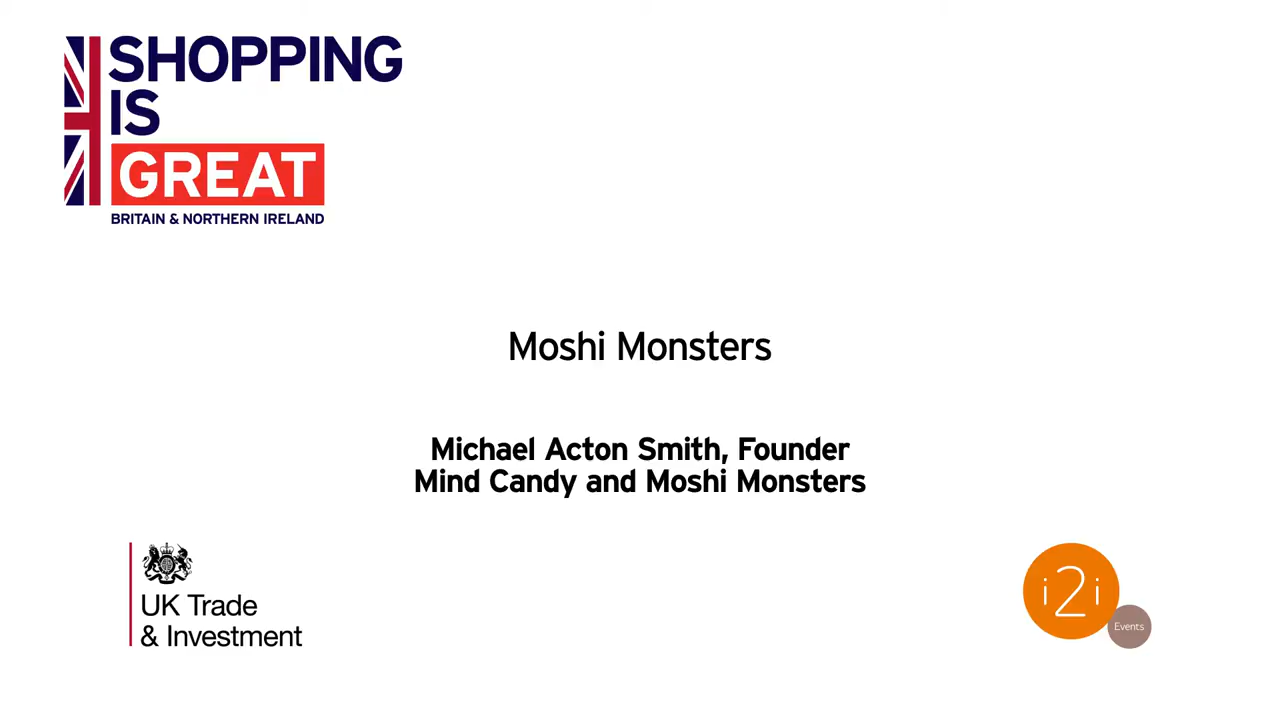 SHOPPING
IS
GREAT
BRITAIN & NORTHERN IRELAND
Moshi Monsters
Michael Acton Smith, Founder
Mind Candy and Moshi Monsters
UK Trade
& Investment
i2i
Events